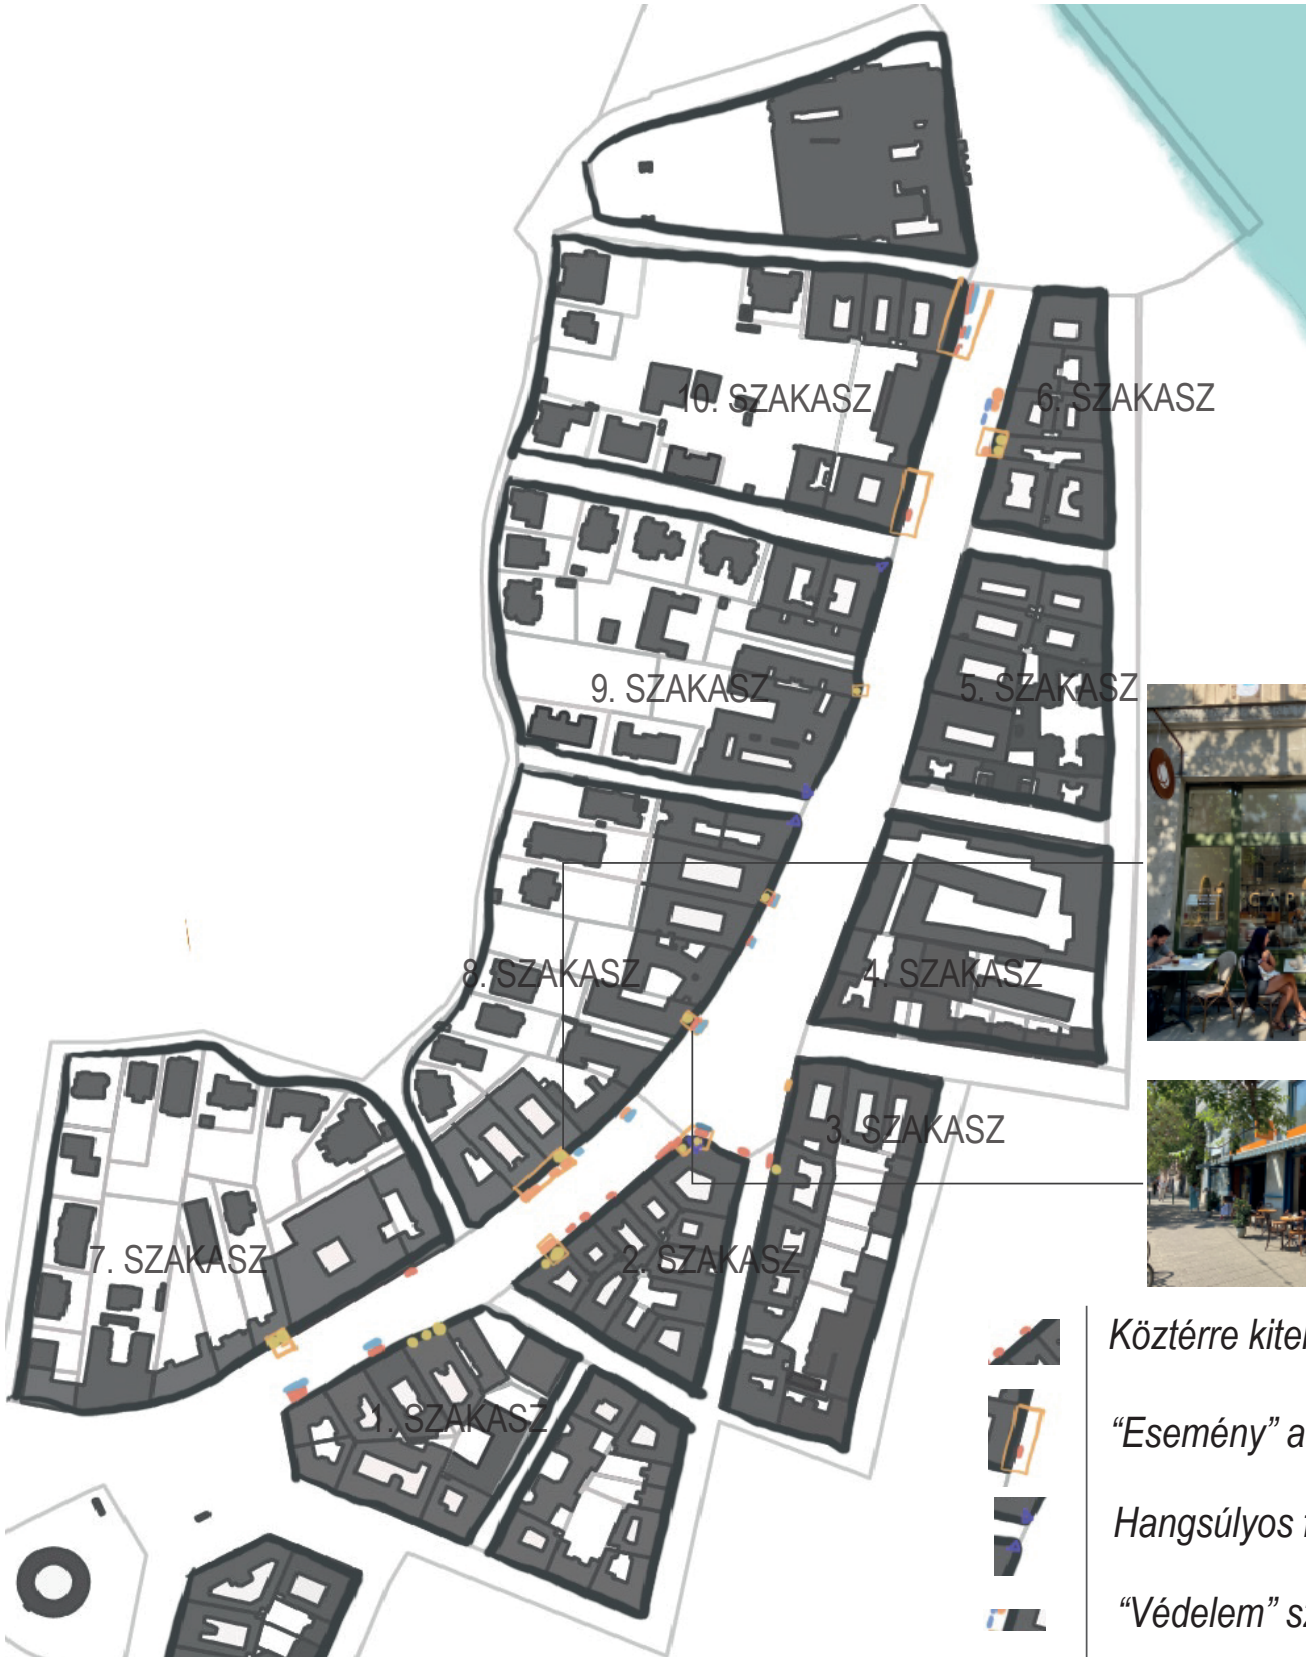 10. SZAKASZ
6. SZAKASZ
9. SZAKASZ
5. SZAKASZ
8. SZAKASZ
4. SZAKASZ
3. SZAKASZ
7. SZAKASZ
2. SZAKASZ
1. SZAKASZ
Köztérre
“Esemény” a
Hangsúlyos
“Védelem” sz